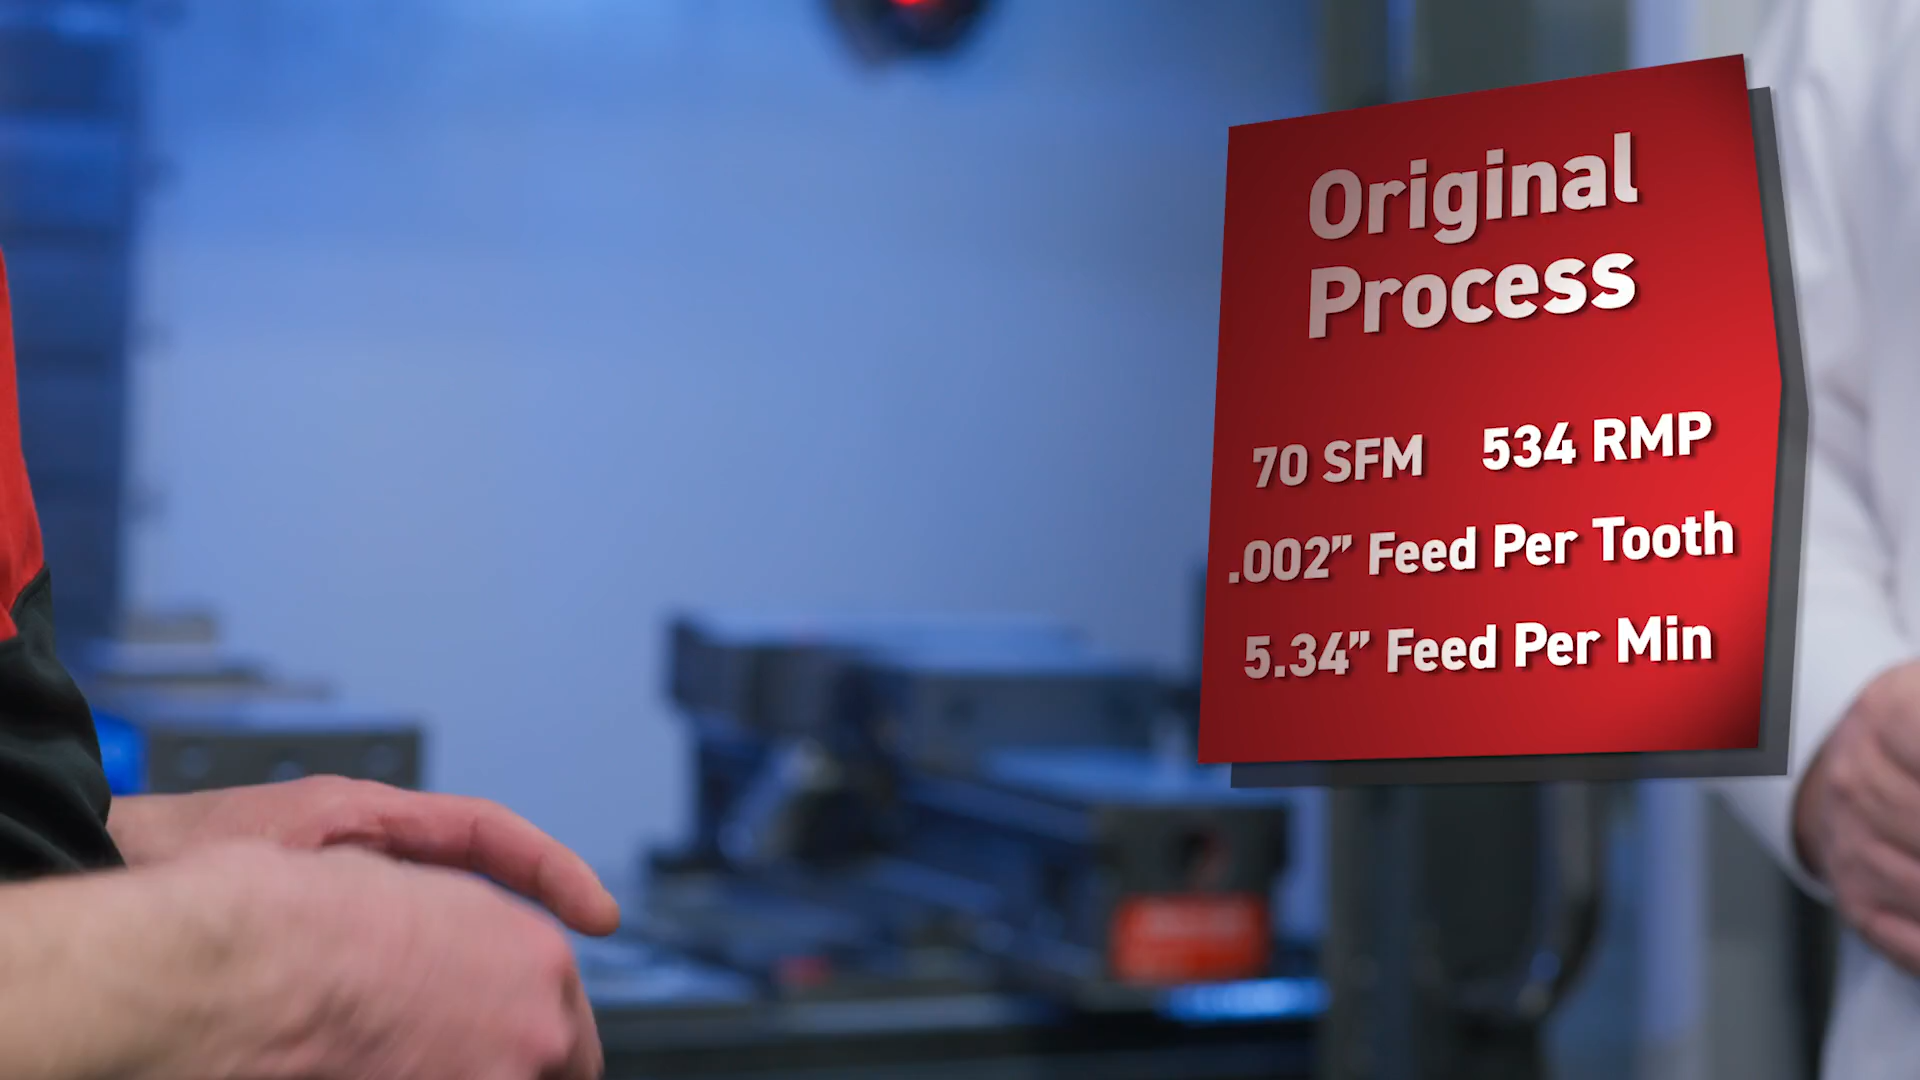 Original
Process
70 SFM 534 RMP
.002” Feed Per Tooth
5.34” Feed Per Min